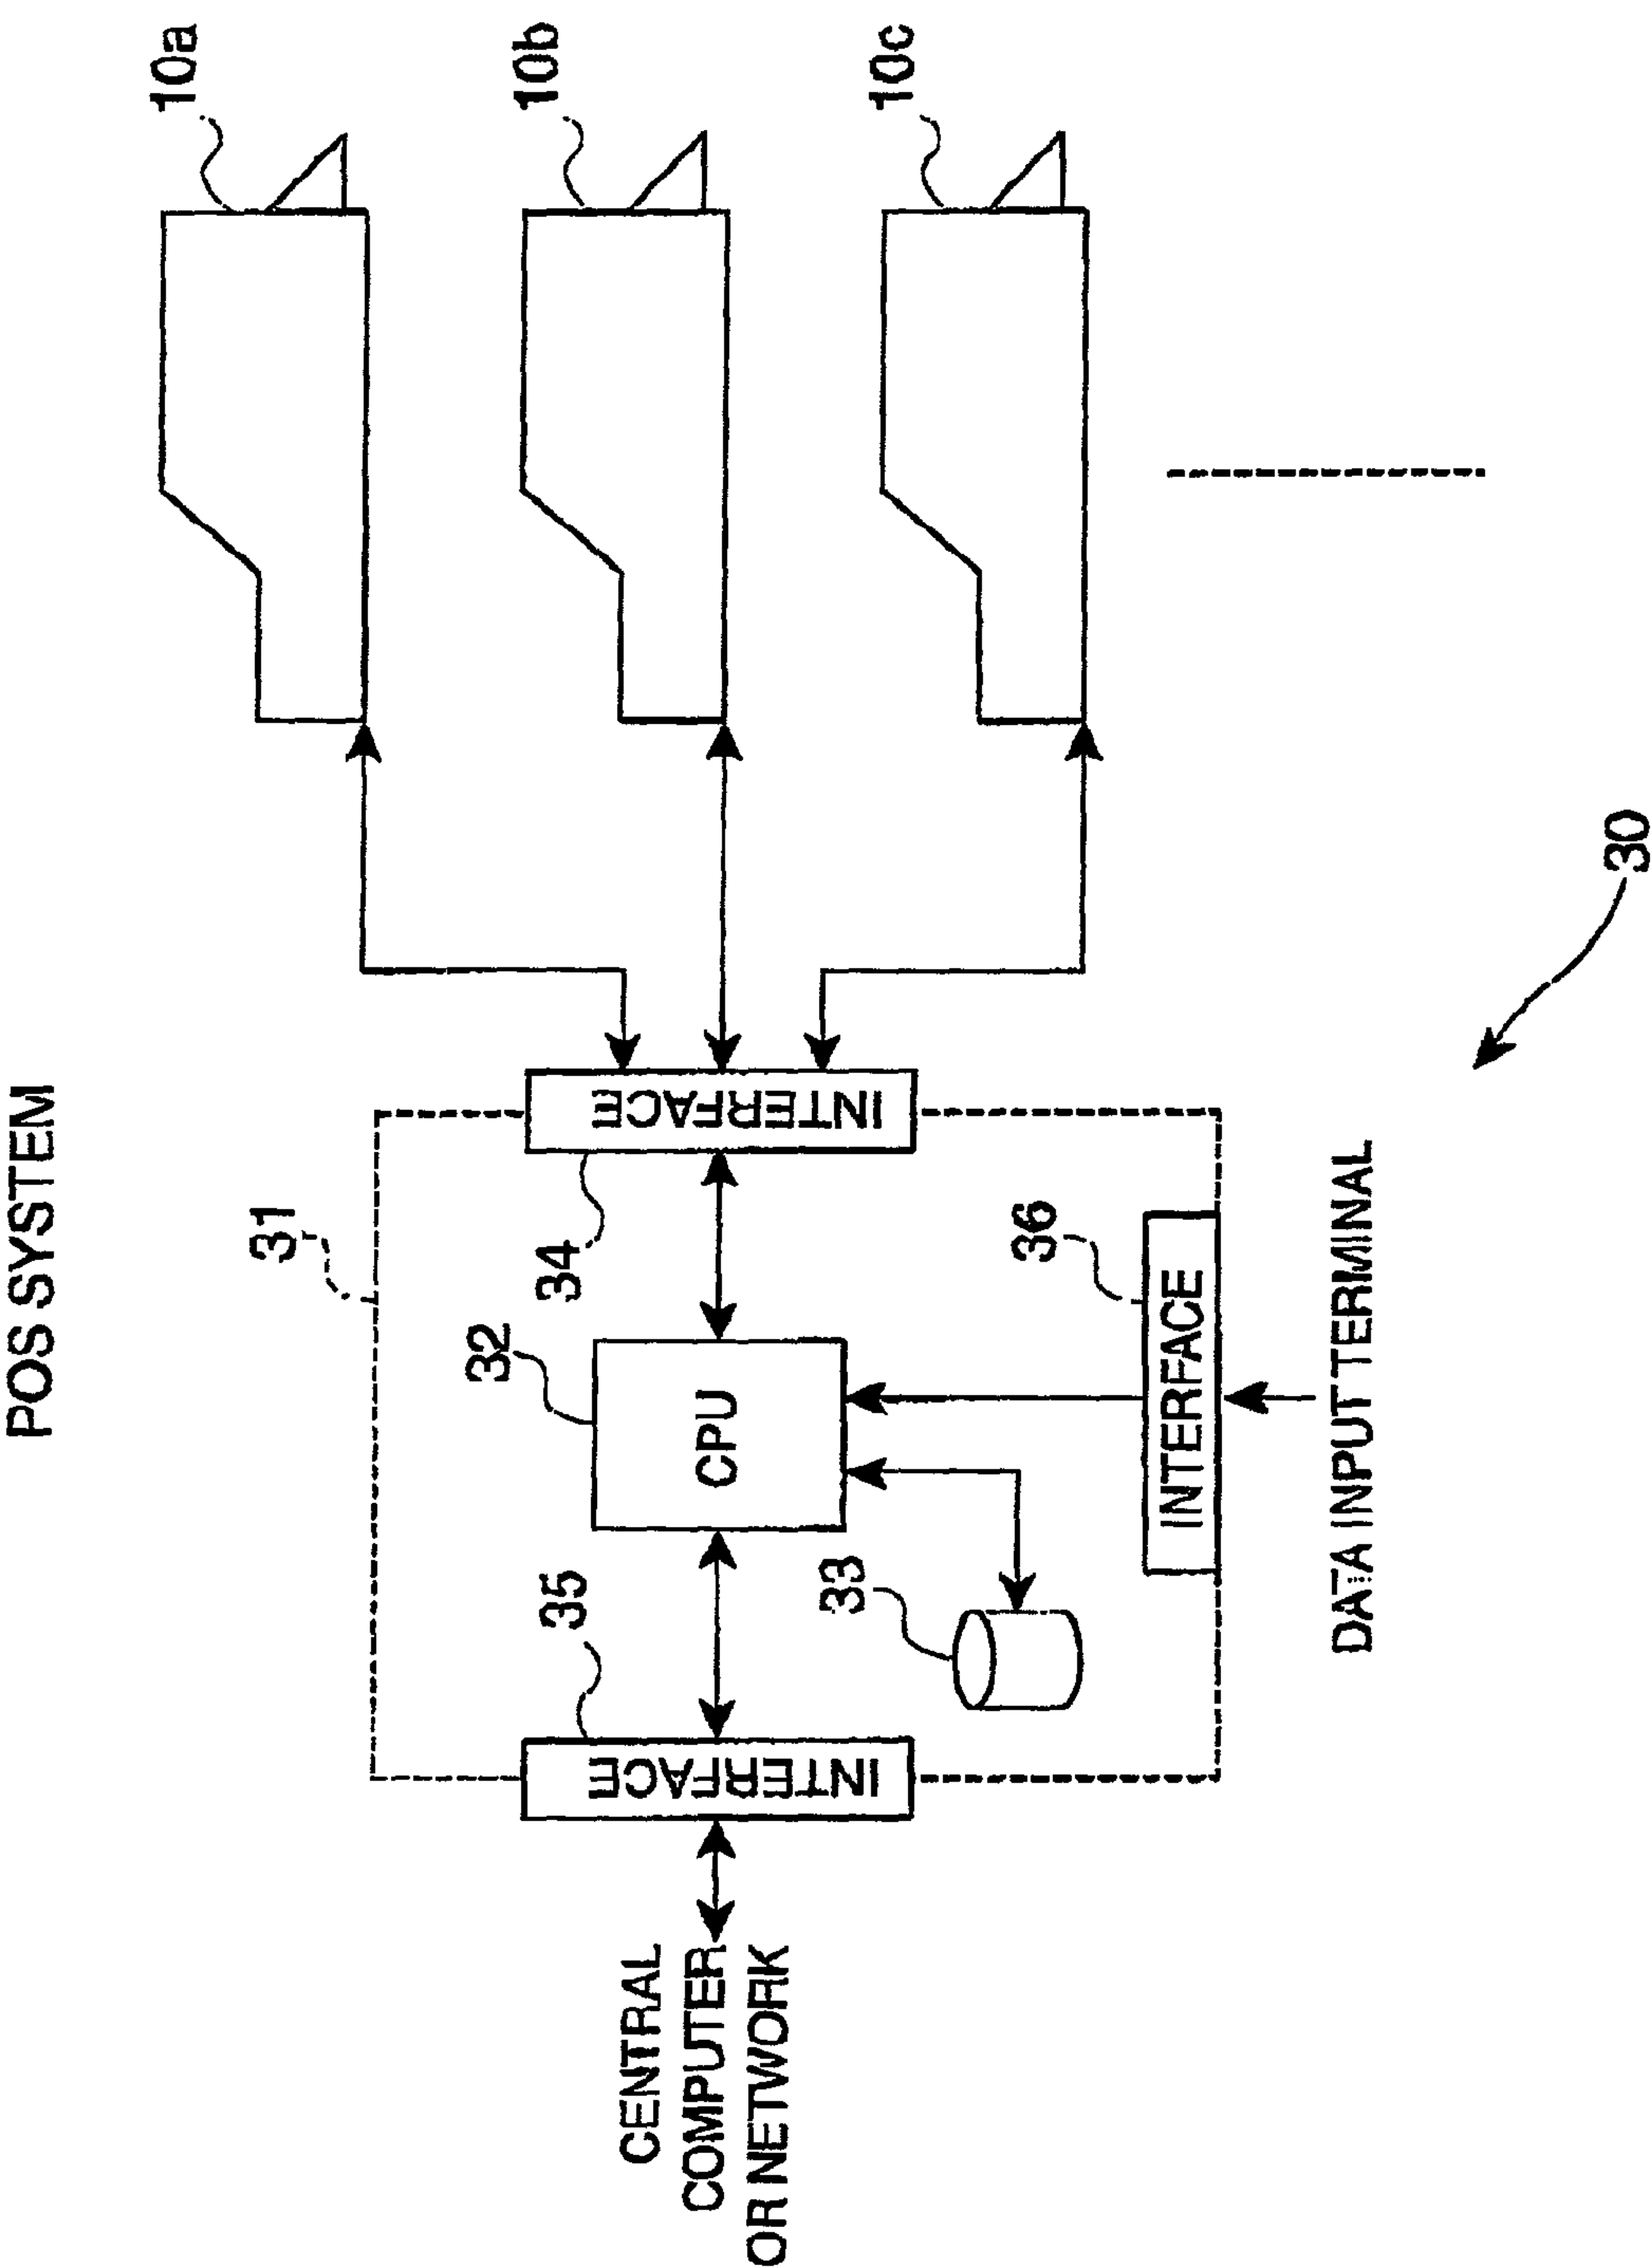 POS SYSTEM
31
10a
34
32
35
10b
INTERFACE
CPU
INTERFACE
CENTRAL
COMPUTER
OR NETWORK
33
36
10c
INTERFACE
DATA INPUT TERMINAL
30